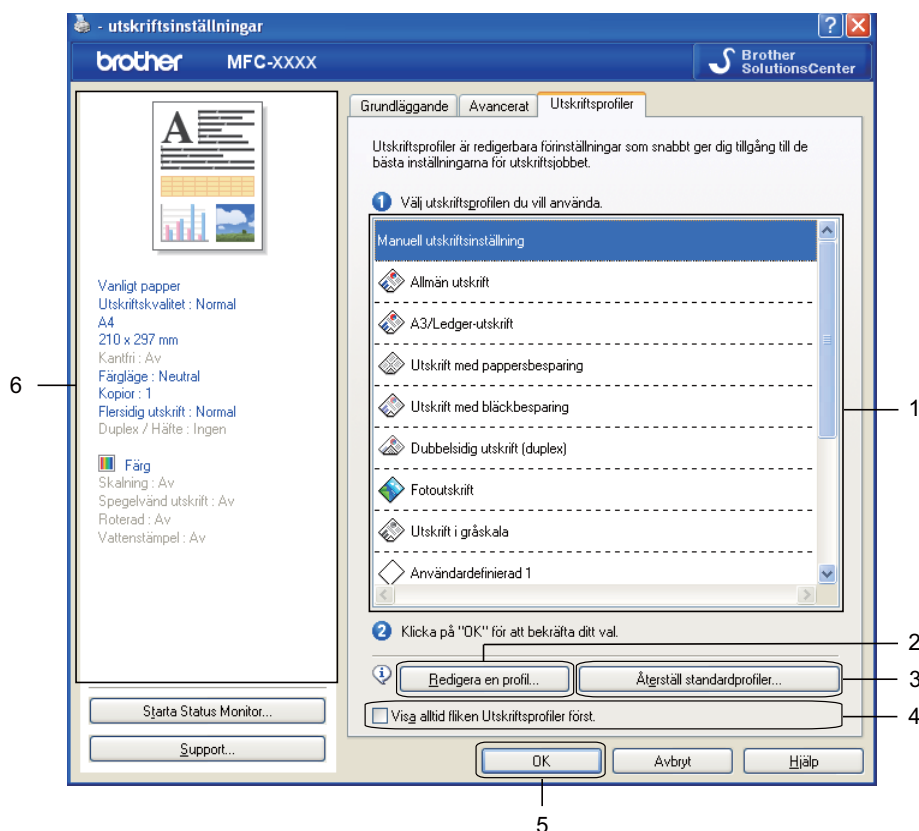 - utskriftsinställningar
brother MFC-XXXX
Brother
SolutionsCenter
A
Vanligt papper
Utskriftskvalitet : Normal
A4
210 x 297 mm
Kantfri : Av
Färgläge : Neutral
Kopior : 1
Flersidig utskrift : Normal
Duplex / Häfte : Ingen
Färg
Skalning : Av
Spegelvänd utskrift : Av
Roterad : Av
Vattenstämpel : Av
6
Starta Status Monitor...
Support...
Grundläggande Avancerat Utskriftsprofiler
Utskriftsprofiler är redigerbara förinställningar som snabbt ger dig tillgång till de
bästa inställningarna för utskriftsjobbet.
1 Välj utskriftsprofilen du vill använda.
Manuell utskriftsinställning
Allmän utskrift
A3/Ledger-utskrift
Utskrift med pappersbesparing
Utskrift med bläckbesparing
Dubbelsidig utskrift (duplex)
Fotoutskrift
Utskrift i gråskala
Användardefinierad 1
1
2 Klicka på "OK" för att bekräfta ditt val.
2
Redigera en profil... Återställ standardprofiler...
3
Visa alltid fliken Utskriftsprofiler först.
4
OK Avbryt Hjälp
5